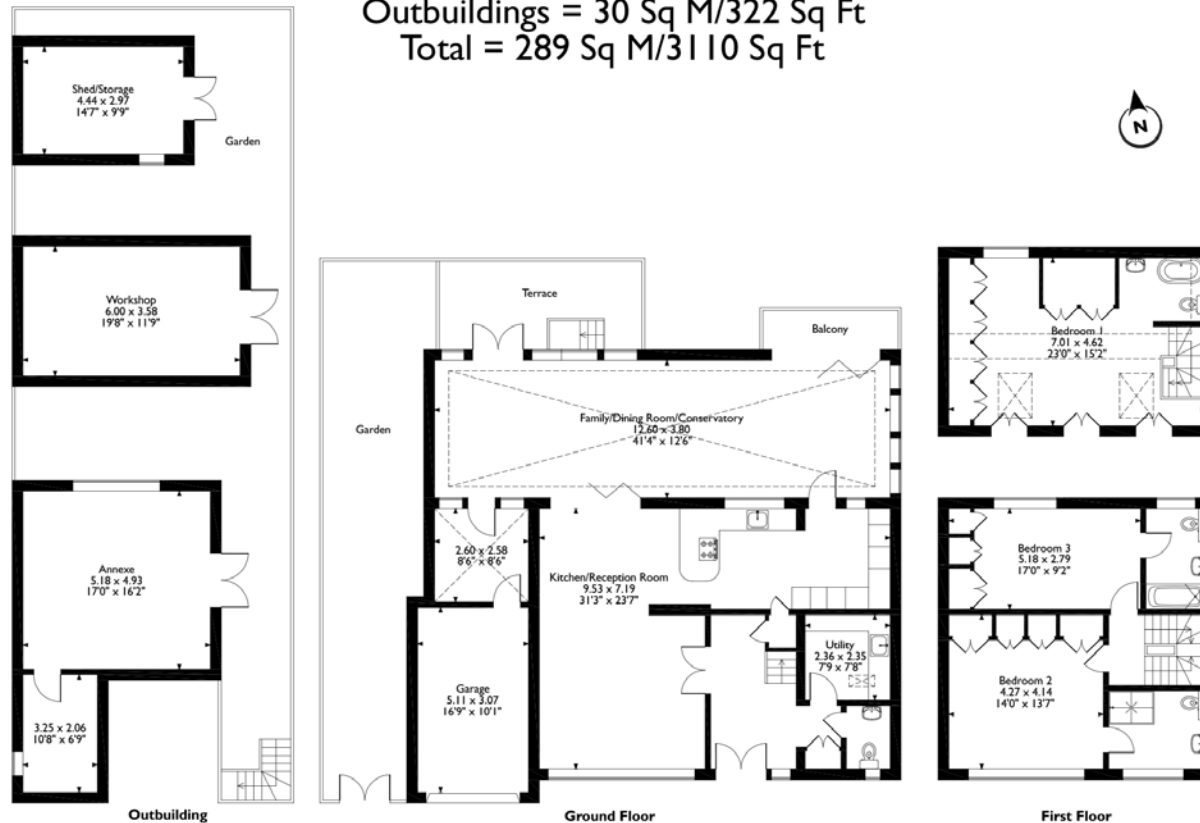 Outbuildings = 30 Sq M/322 Sq Ft
Total = 289 Sq M/3110 Sq Ft
Shed/Storage
4.44 x 2.97
14'7" x 9'9"
Garden
N
Workshop
6.00 x 3.58
19'8" x 11'9"
Terrace
Balcony
Bedroom 1
7.01 x 4.62
23'0" x 15'2"
Garden
Family/Dining Room/Conservatory
12.60 x 3.80
41'4" x 12'6"
Annexe
5.18 x 4.93
17'0" x 16'2"
2.60 x 2.58
8'6" x 8'6"
Kitchen/Reception Room
9.53 x 7.19
31'3" x 23'7"
Bedroom 3
5.18 x 2.79
17'0" x 9'2"
Utility
2.36 x 2.35
7'9 x 7'8"
Garage
5.11 x 3.07
16'9" x 10'1"
Bedroom 2
4.27 x 4.14
14'0" x 13'7"
3.25 x 2.06
10'8" x 6'9"
Outbuilding
Ground Floor
First Floor